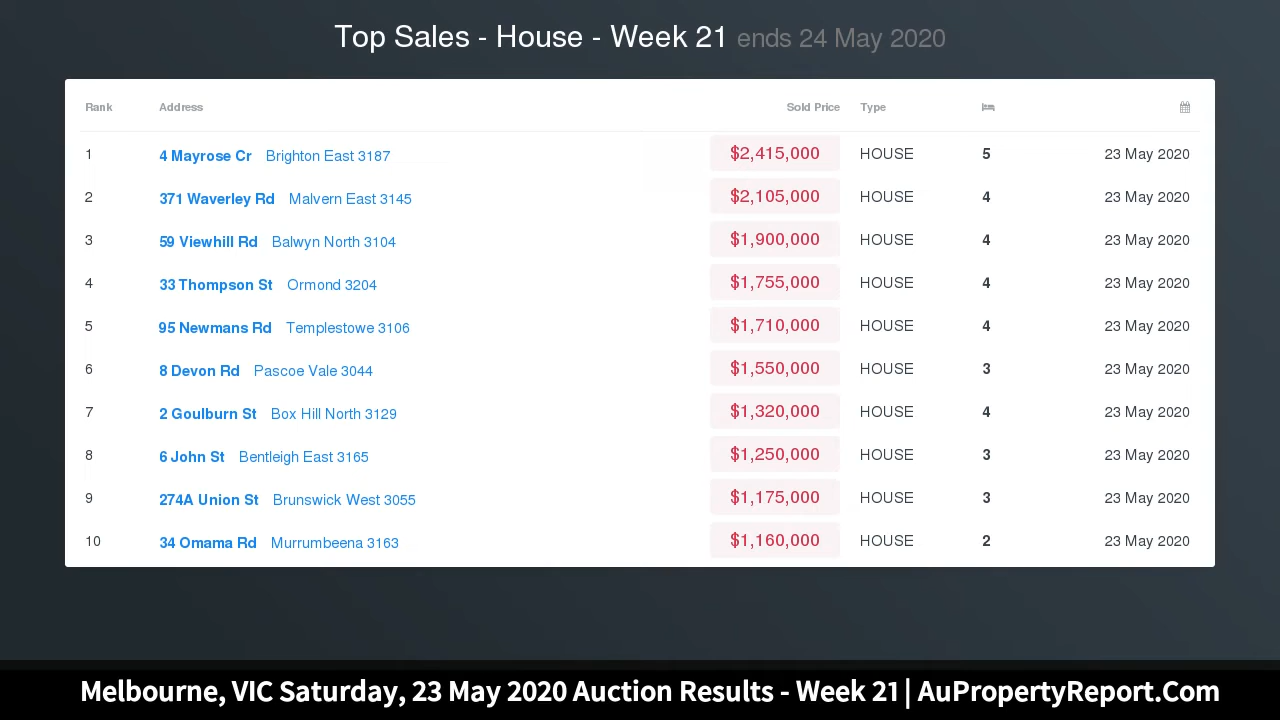 Top Sales - House - Week 21 ends 24 May 2020
Rank Address Sold Price Type
1 4 Mayrose Cr Brighton East 3187 $2,415,000 HOUSE 5 23 May 2020
2 371 Waverley Rd Malvern East 3145 $2,105,000 HOUSE 4 23 May 2020
3 59 Viewhill Rd Balwyn North 3104 $1,900,000 HOUSE 4 23 May 2020
4 33 Thompson St Ormond 3204 $1,755,000 HOUSE 4 23 May 2020
5 95 Newmans Rd Templestowe 3106 $1,710,000 HOUSE 4 23 May 2020
6 8 Devon Rd Pascoe Vale 3044 $1,550,000 HOUSE 3 23 May 2020
7 2 Goulburn St Box Hill North 3129 $1,320,000 HOUSE 4 23 May 2020
8 6 John St Bentleigh East 3165 $1,250,000 HOUSE 3 23 May 2020
9 274A Union St Brunswick West 3055 $1,175,000 HOUSE 3 23 May 2020
10 34 Omama Rd Murrumbeena 3163 $1,160,000 HOUSE 2 23 May 2020
Melbourne, VIC Saturday, 23 May 2020 Auction Results - Week 21 | AuPropertyReport.Com